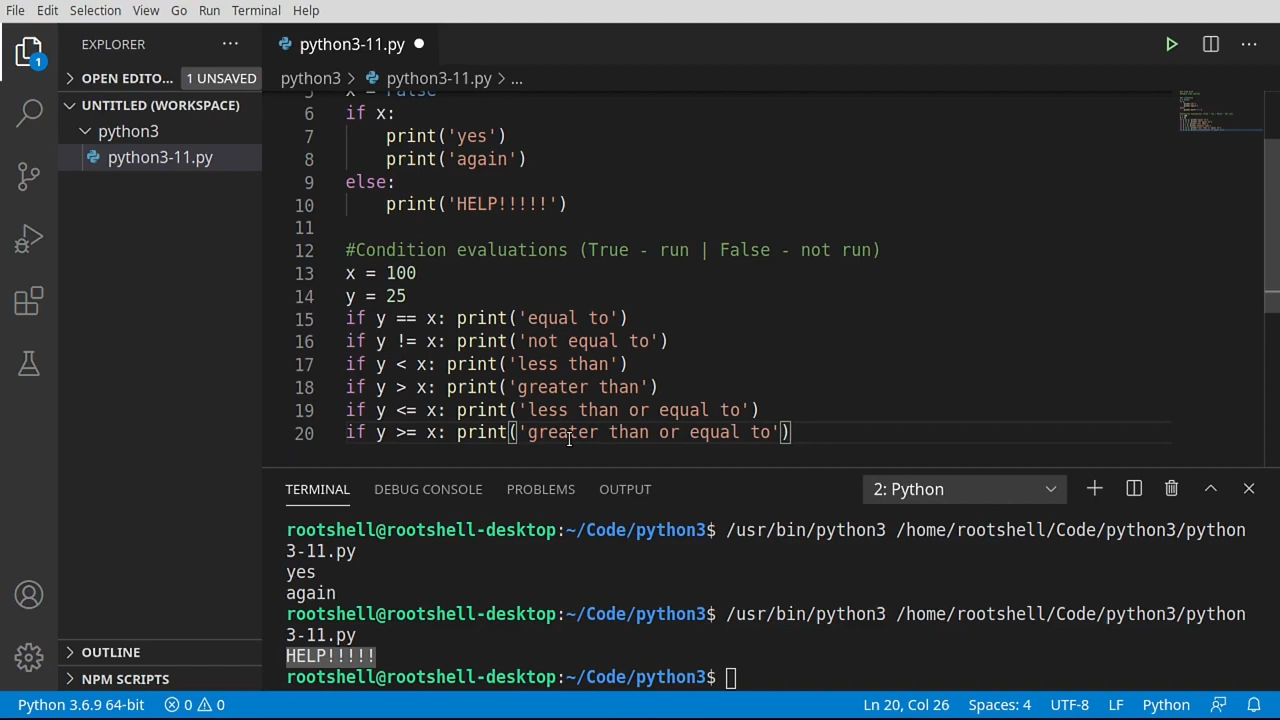 File Edit Selection View Go Run Terminal Help
EXPLORER ···
python3-11.py
1
OPEN EDITO... 1 UNSAVED
python3 > python3-11.py > ...
UNTITLED (WORKSPACE)
python3
python3-11.py
5 x = False
6 if x:
7 print('yes')
8 print('again')
9 else:
10 print('HELP!!!!!')
11
12 #Condition evaluations (True - run | False - not run)
13 x = 100
14 y = 25
15 if y == x: print('equal to')
16 if y != x: print('not equal to')
17 if y < x: print('less than')
18 if y > x: print('greater than')
19 if y <= x: print('less than or equal to')
20 if y >= x: print('greater than or equal to')
TERMINAL DEBUG CONSOLE PROBLEMS OUTPUT 2: Python
rootshell@rootshell-desktop:~/Code/python3$ /usr/bin/python3 /home/rootshell/Code/python3/python
3-11.py
yes
again
rootshell@rootshell-desktop:~/Code/python3$ /usr/bin/python3 /home/rootshell/Code/python3/python
3-11.py
HELP!!!!!
rootshell@rootshell-desktop:~/Code/python3$
OUTLINE
NPM SCRIPTS
Python 3.6.9 64-bit 0 0 Ln 20, Col 26 Spaces: 4 UTF-8 LF Python